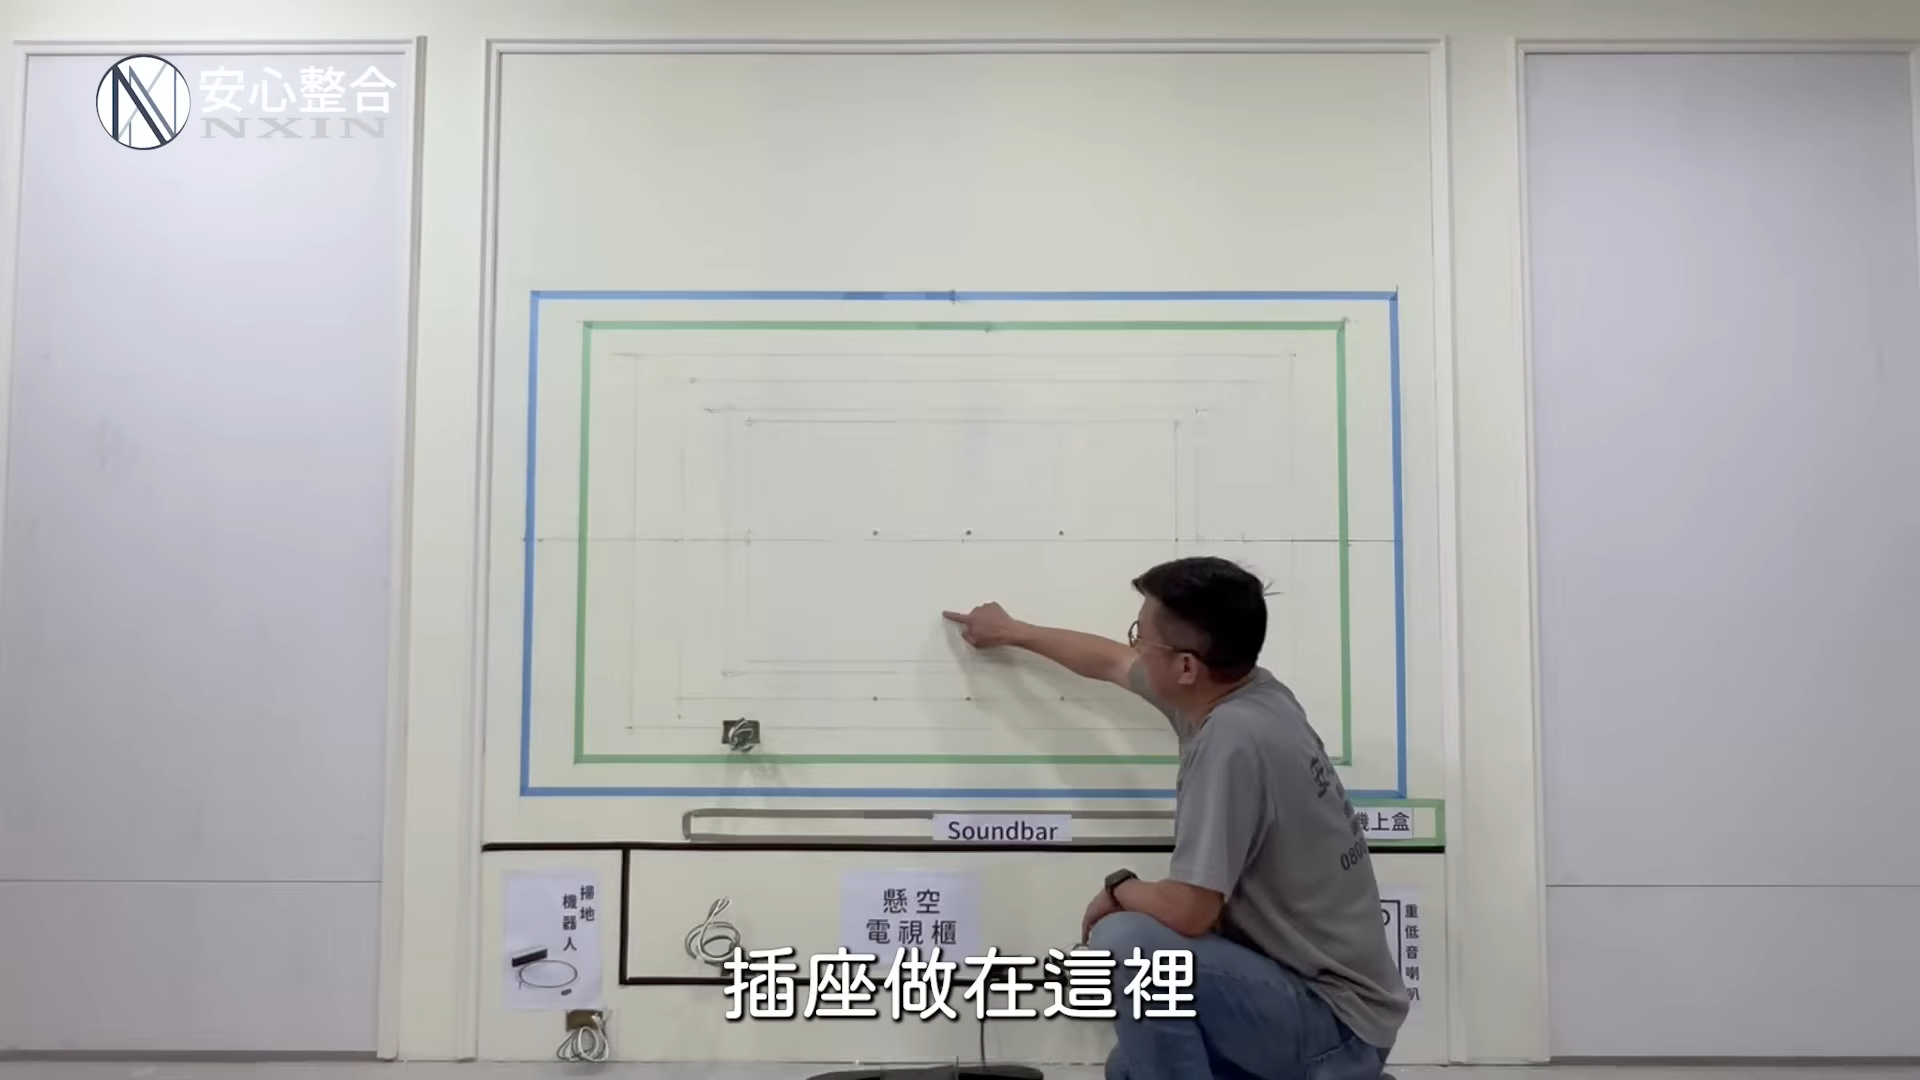 安心整合
NXIN
Soundbar
機上盒
掃地
機器人
懸空
電視櫃
重低音喇叭
080
插座做在這裡